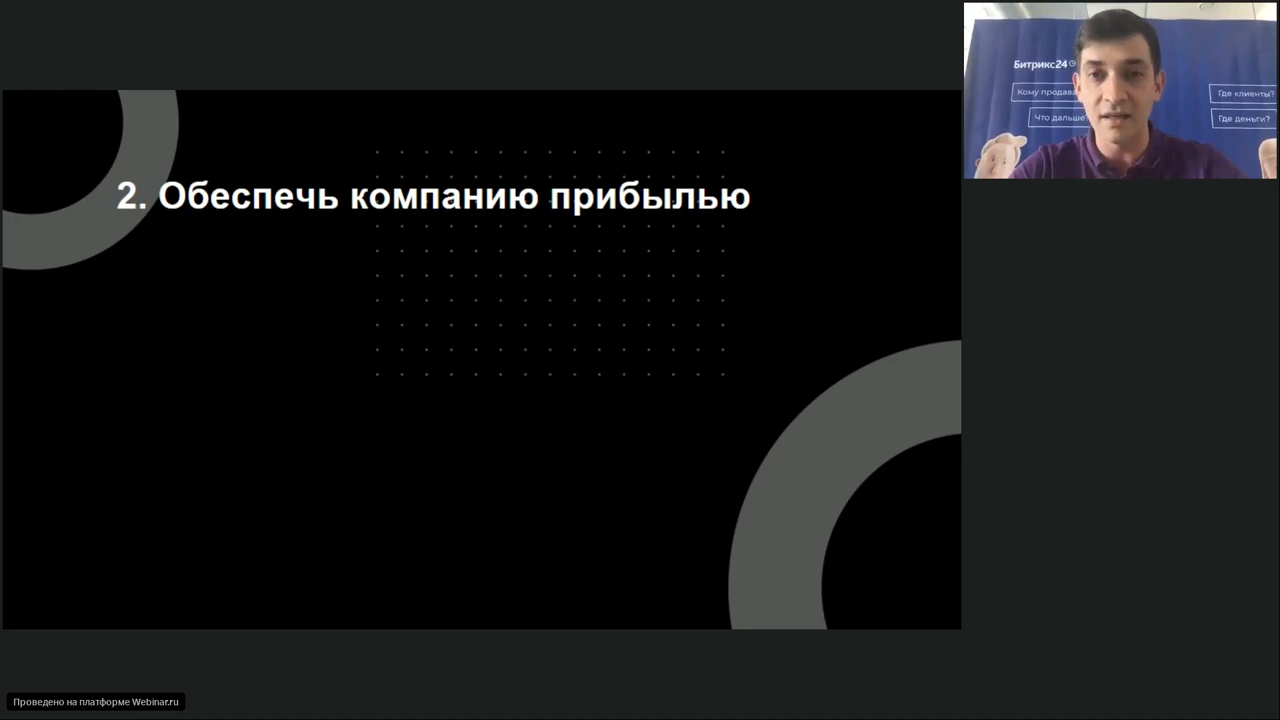 2. Обеспечь компанию прибылью
Битрикс24
Кому продава
Что дальше?
Где клиенты?
Где деньги?
Проведено на платформе Webinar.ru